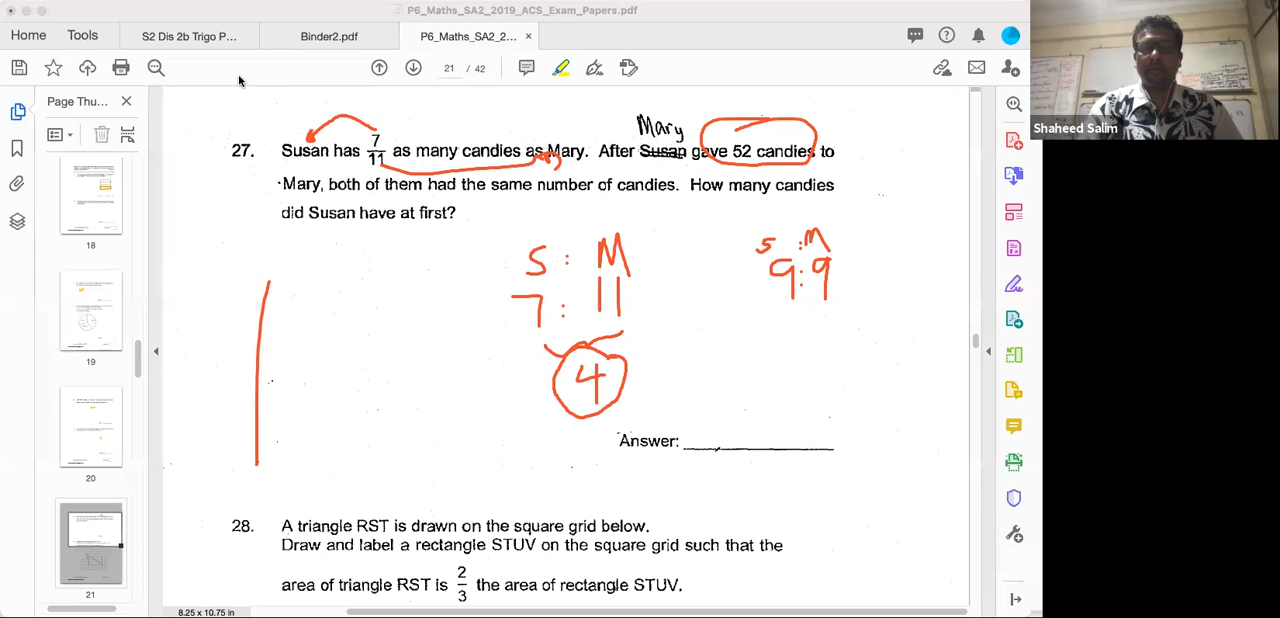 P6_Maths_SA2_2019_ACS_Exam_Papers.pdf
Home Tools S2 Dis 2b Trigo P... Binder2.pdf P6_Maths_SA2_2... ×
21 / 42
Page Thu... ×
18
19
20
21
8.25 x 10.75 in
Mary
27. Susan has 7/11 as many candies as Mary. After Susan gave 52 candies to
Mary, both of them had the same number of candies. How many candies
did Susan have at first?
S : M
7 : 11
4
S : M
9 : 9
Answer:
28. A triangle RST is drawn on the square grid below.
Draw and label a rectangle STUV on the square grid such that the
area of triangle RST is 2/3 the area of rectangle STUV.
Shaheed Salim